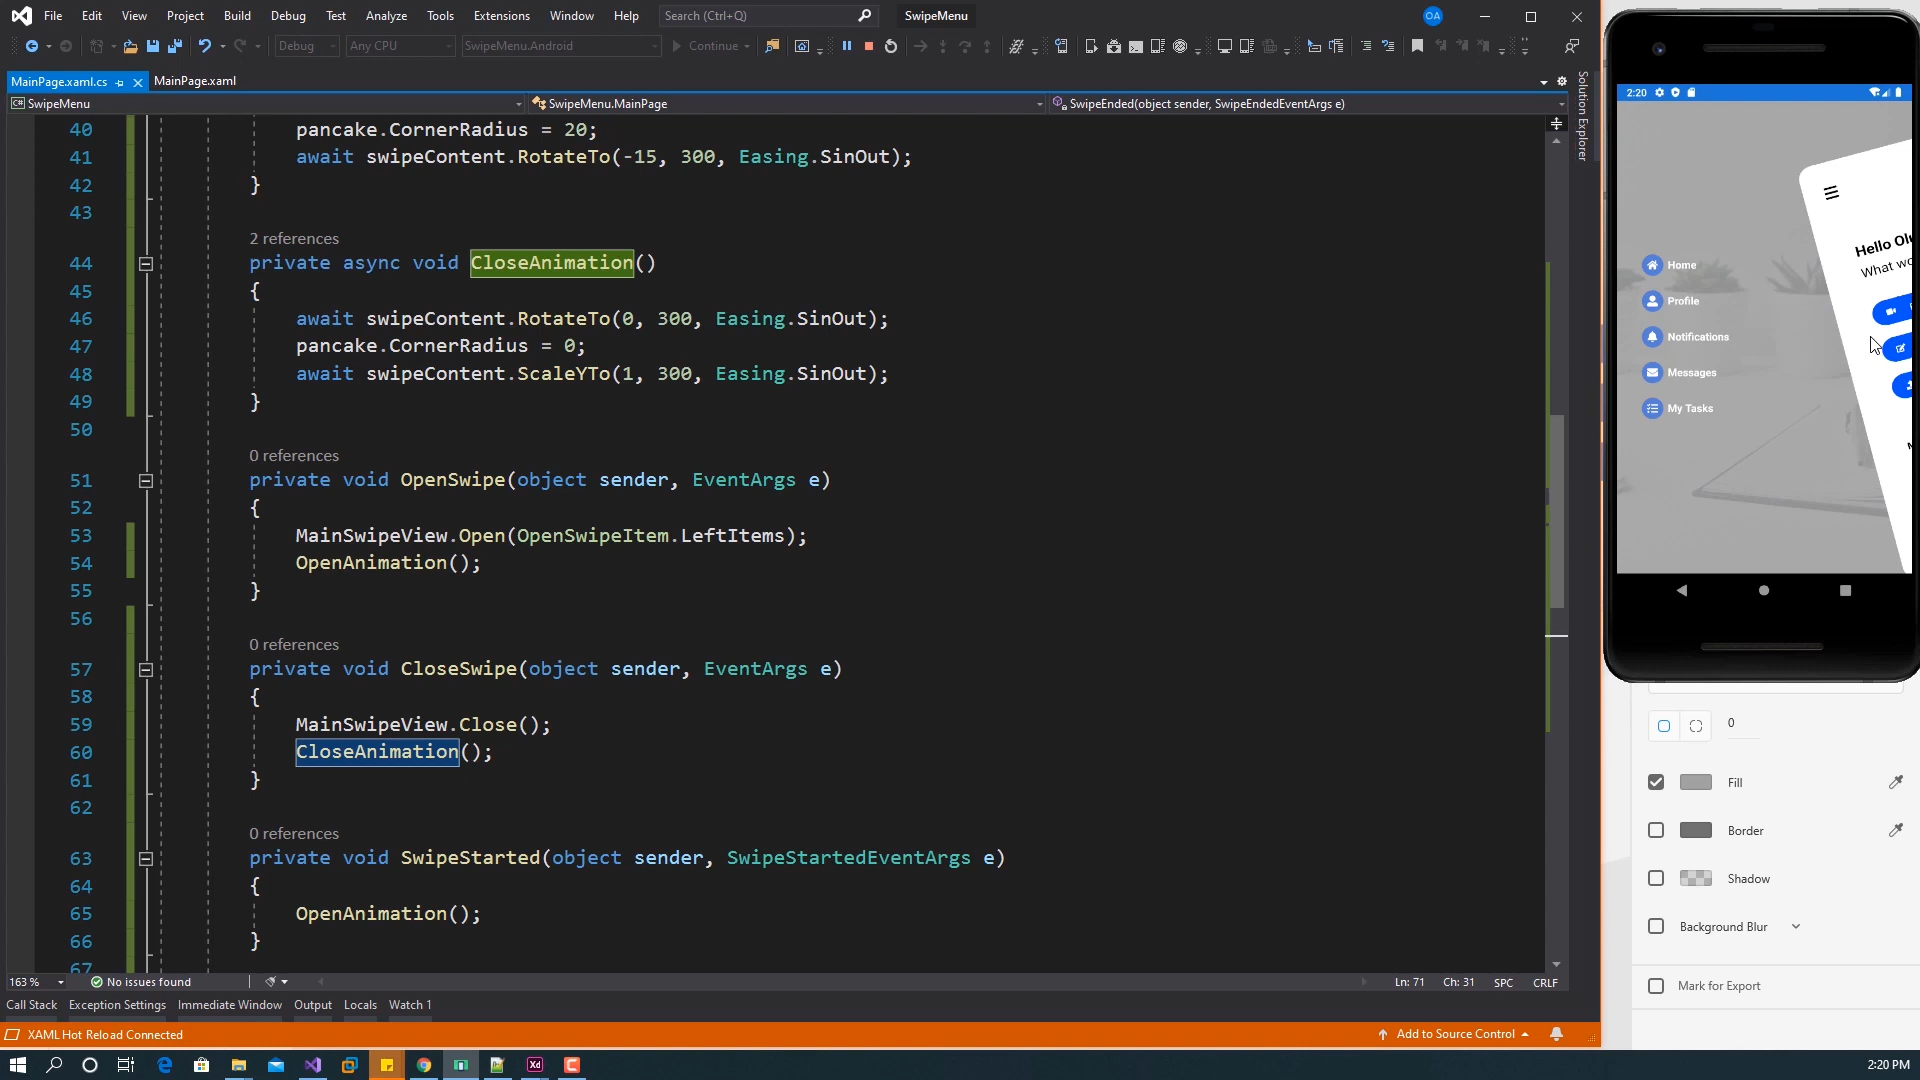 File Edit View Project Build Debug Test Analyze Tools Extensions Window Help Search (Ctrl+Q) SwipeMenu OA
Debug Any CPU SwipeMenu.Android Continue
MainPage.xaml.cs MainPage.xaml
C# SwipeMenu SwipeMenu.MainPage SwipeEnded(object sender, SwipeEndedEventArgs e)
Solution Explorer
40 pancake.CornerRadius = 20;
41 await swipeContent.RotateTo(-15, 300, Easing.SinOut);
42 }
43
2 references
44 private async void CloseAnimation()
45 {
46 await swipeContent.RotateTo(0, 300, Easing.SinOut);
47 pancake.CornerRadius = 0;
48 await swipeContent.ScaleYTo(1, 300, Easing.SinOut);
49 }
50
0 references
51 private void OpenSwipe(object sender, EventArgs e)
52 {
53 MainSwipeView.Open(OpenSwipeItem.LeftItems);
54 OpenAnimation();
55 }
56
0 references
57 private void CloseSwipe(object sender, EventArgs e)
58 {
59 MainSwipeView.Close();
60 CloseAnimation();
61 }
62
0 references
63 private void SwipeStarted(object sender, SwipeStartedEventArgs e)
64 {
65 OpenAnimation();
66 }
67
163 % No issues found Ln: 71 Ch: 31 SPC CRLF
Call Stack Exception Settings Immediate Window Output Locals Watch 1
XAML Hot Reload Connected Add to Source Control
2:20
Hello Olu
What wo
Home
Profile
Notifications
Messages
My Tasks
0
Fill
Border
Shadow
Background Blur
Mark for Export
Xd
2:20 PM